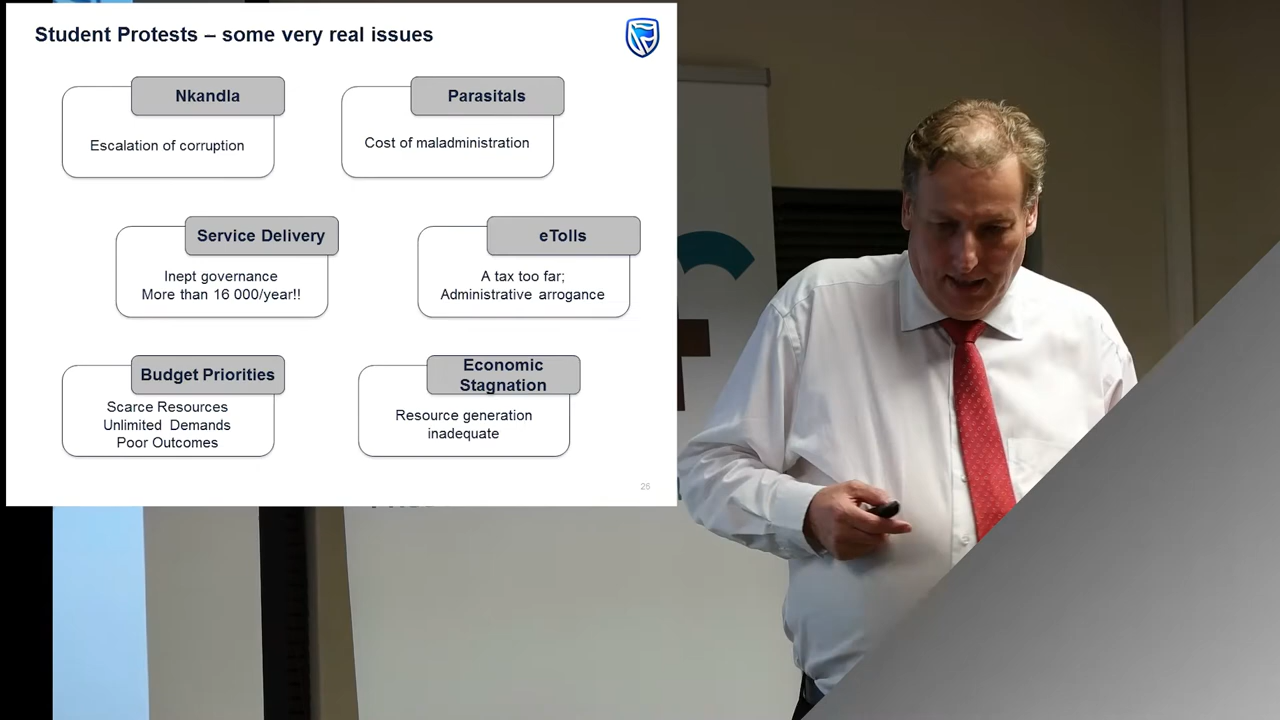 Student Protests – some very real issues
Nkandla
Escalation of corruption
Parasitals
Cost of maladministration
Service Delivery
Inept governance
More than 16 000/year!!
eTolls
A tax too far;
Administrative arrogance
Budget Priorities
Scarce Resources
Unlimited Demands
Poor Outcomes
Economic
Stagnation
Resource generation
inadequate
26